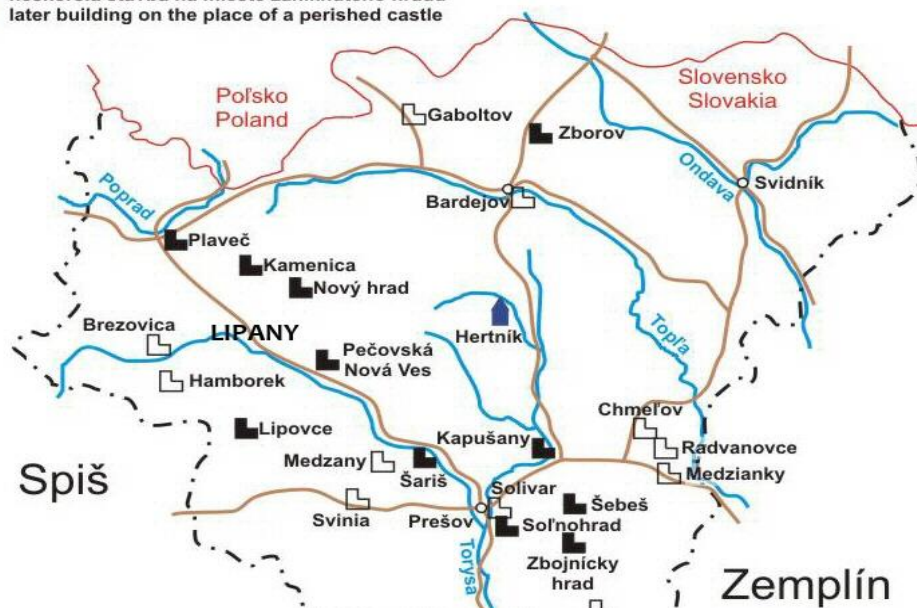 later building on the place of a perished castle
Poľsko
Poland
Slovensko
Slovakia
Gaboltov
Zborov
Ondava
Svidník
Poprad
Bardejov
Plaveč
Kamenica
Nový hrad
Brezovica
LIPANY
Hertník
Topľa
Pečovská
Nová Ves
Hamborek
Chmeľov
Lipovce
Kapušany
Radvanovce
Medzany
Medzianky
Spiš
Šariš
Solivar
Šebeš
Svinia
Prešov
Soľnohrad
Zbojnícky
hrad
Torysa
Zemplín